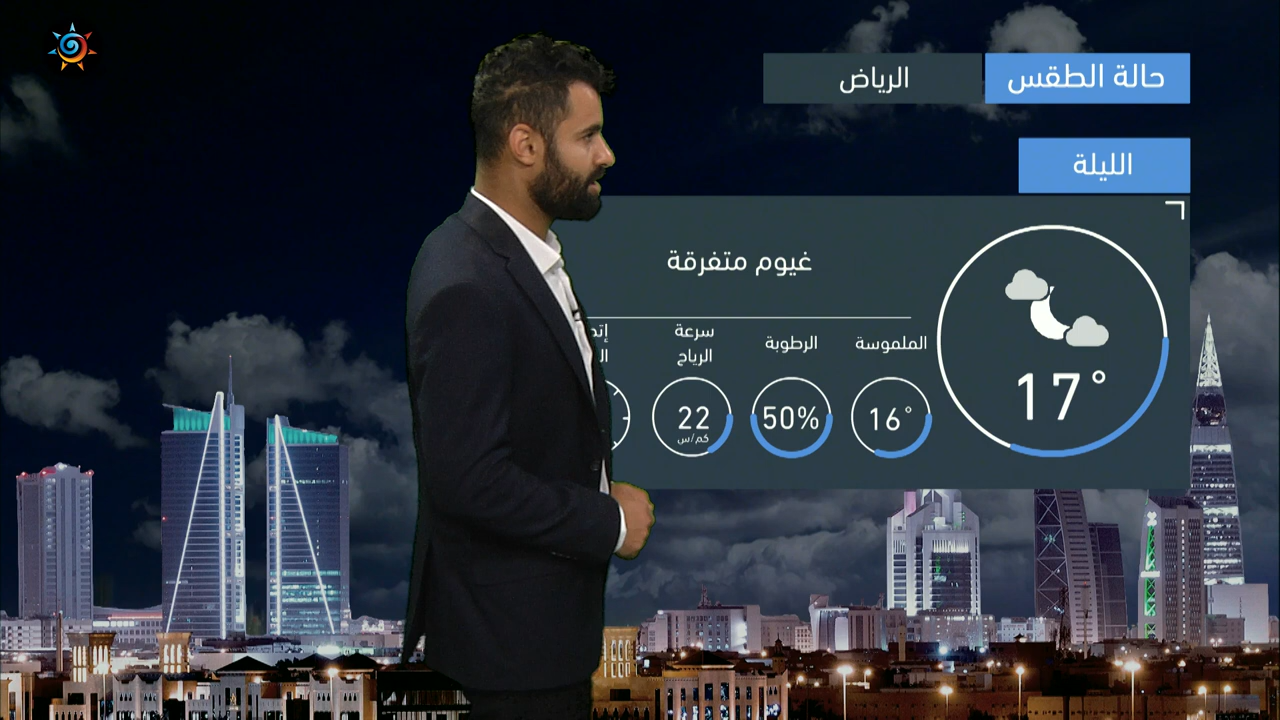 حالة الطقس
الرياض
الليلة
غيوم متفرقة
17°
الملموسة
16°
الرطوبة
50%
سرعة
الرياح
22
كم/س